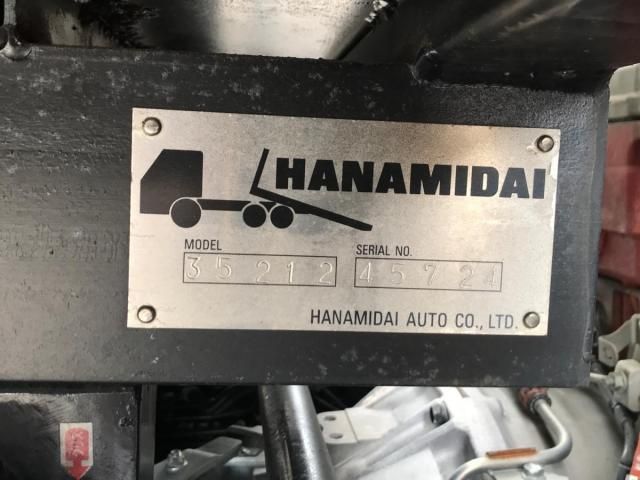 HANAMIDAI
MODEL SERIAL NO.
35212 45724
HANAMIDAI AUTO CO., LTD.